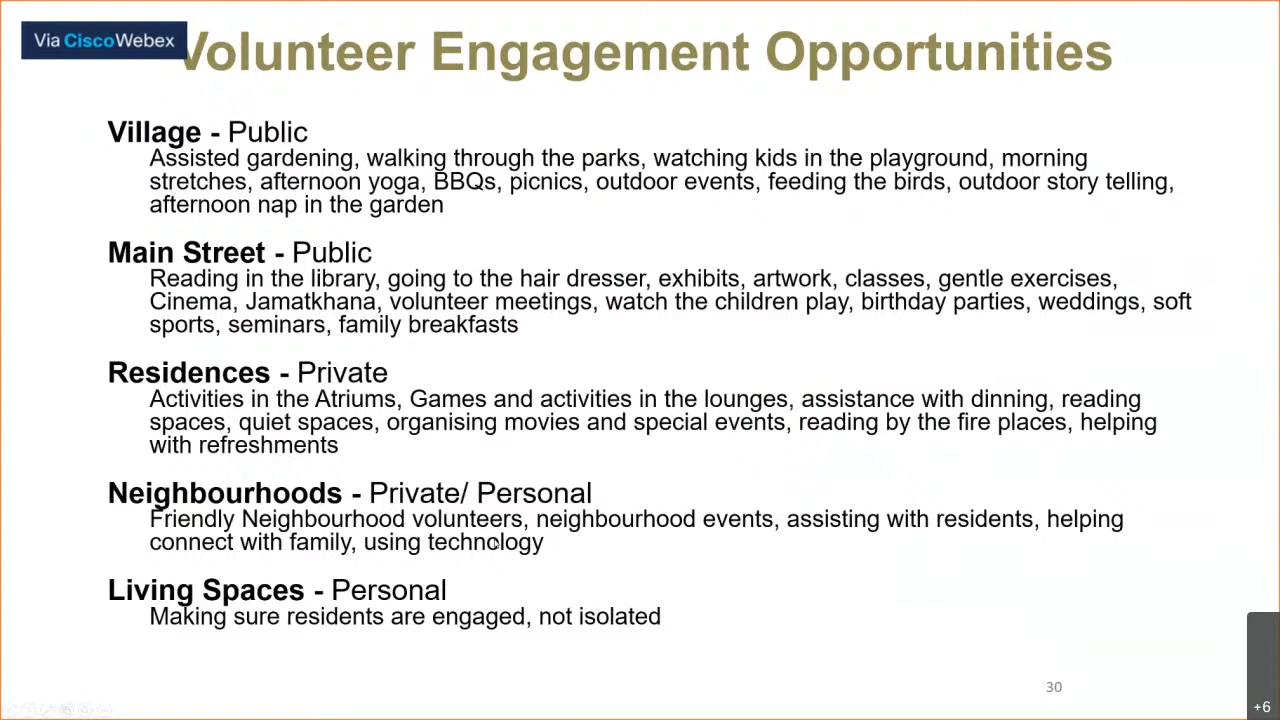 Via Cisco Webex
Volunteer Engagement Opportunities
Village - Public
Assisted gardening, walking through the parks, watching kids in the playground, morning
stretches, afternoon yoga, BBQs, picnics, outdoor events, feeding the birds, outdoor story telling,
afternoon nap in the garden
Main Street - Public
Reading in the library, going to the hair dresser, exhibits, artwork, classes, gentle exercises,
Cinema, Jamatkhana, volunteer meetings, watch the children play, birthday parties, weddings, soft
sports, seminars, family breakfasts
Residences - Private
Activities in the Atriums, Games and activities in the lounges, assistance with dinning, reading
spaces, quiet spaces, organising movies and special events, reading by the fire places, helping
with refreshments
Neighbourhoods - Private/ Personal
Friendly Neighbourhood volunteers, neighbourhood events, assisting with residents, helping
connect with family, using technology
Living Spaces - Personal
Making sure residents are engaged, not isolated
30
+6